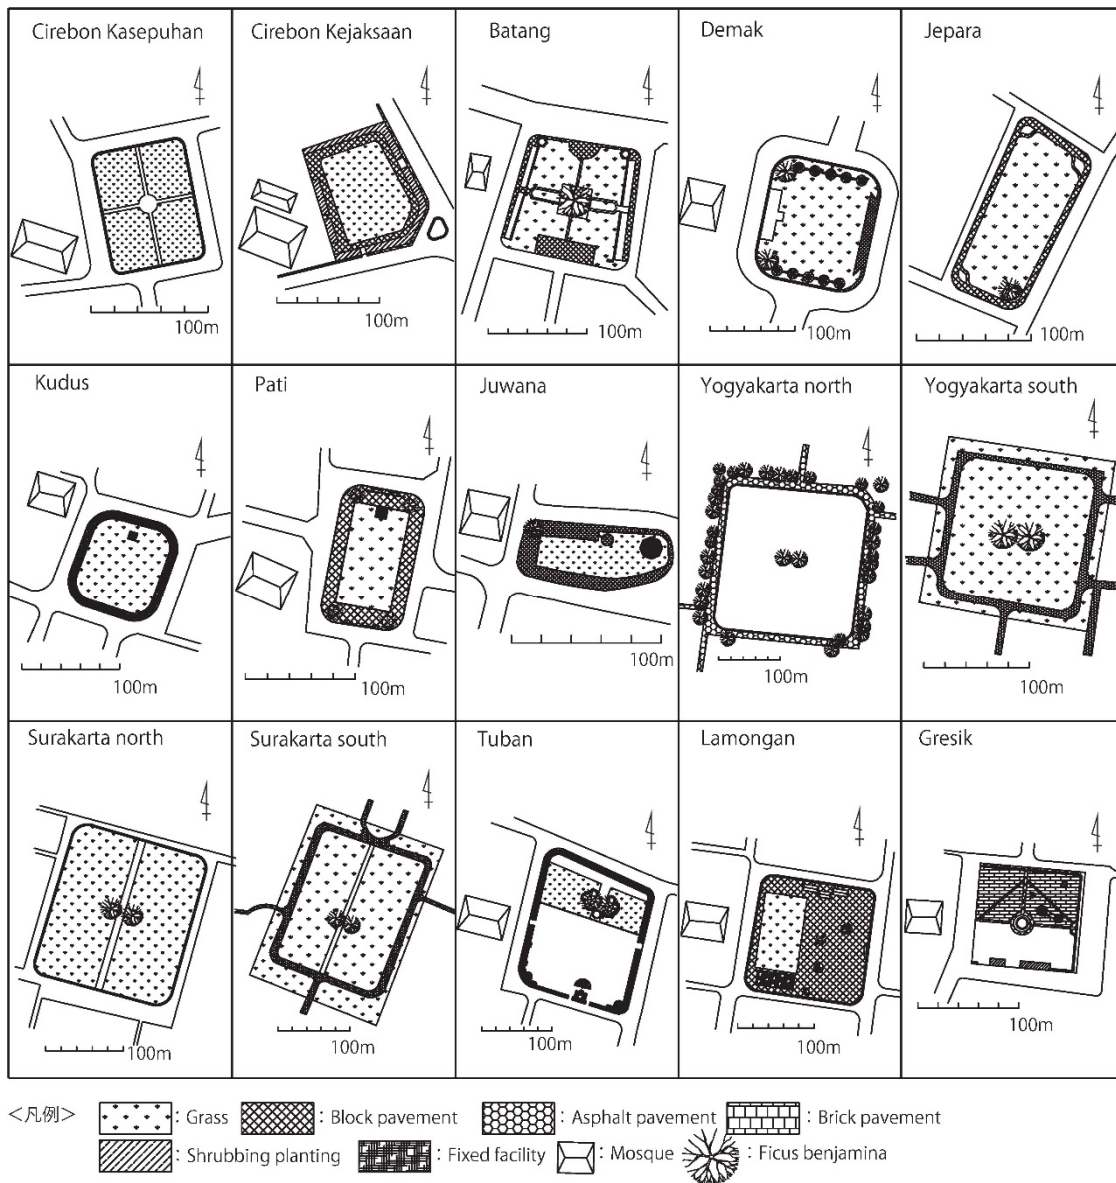 Cirebon Kasepuhan
Cirebon Kejaksaan
Batang
Demak
Jepara
100m
100m
100m
100m
100m
Kudus
Pati
Juwana
Yogyakarta north
Yogyakarta south
100m
100m
100m
100m
100m
Surakarta north
Surakarta south
Tuban
Lamongan
Gresik
100m
100m
100m
100m
100m
<凡例>
: Grass
: Block pavement
: Asphalt pavement
: Brick pavement
: Shrubbing planting
: Fixed facility
: Mosque
: Ficus benjamina